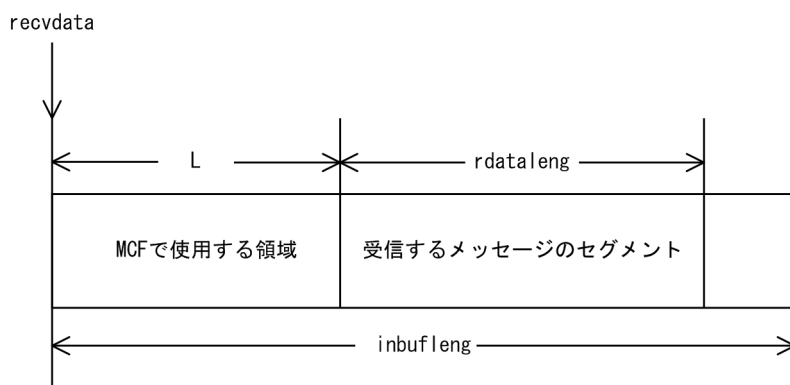 recvdata
L
rdataleng
MCFで使用する領域
受信するメッセージのセグメント
inbufleng